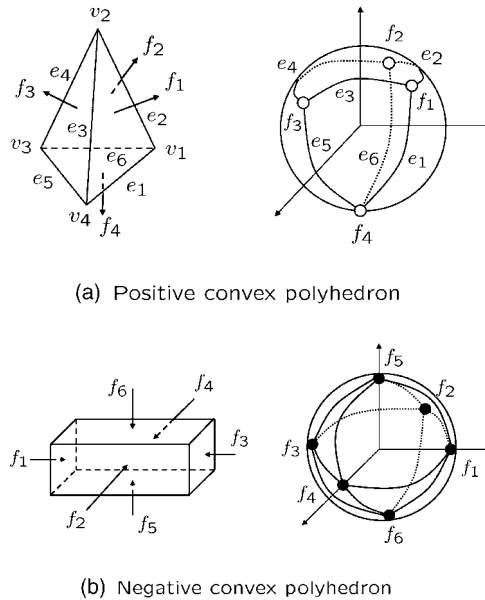 v2
e4
f2
f3
f1
e3
e2
v3
e6
v1
e5
e1
v4
f4
f2
e4
e2
e3
f1
f3
e5
e6
e1
f4
(a) Positive convex polyhedron
f6
f4
f1
f3
f2
f5
f5
f2
f3
f1
f4
f6
(b) Negative convex polyhedron